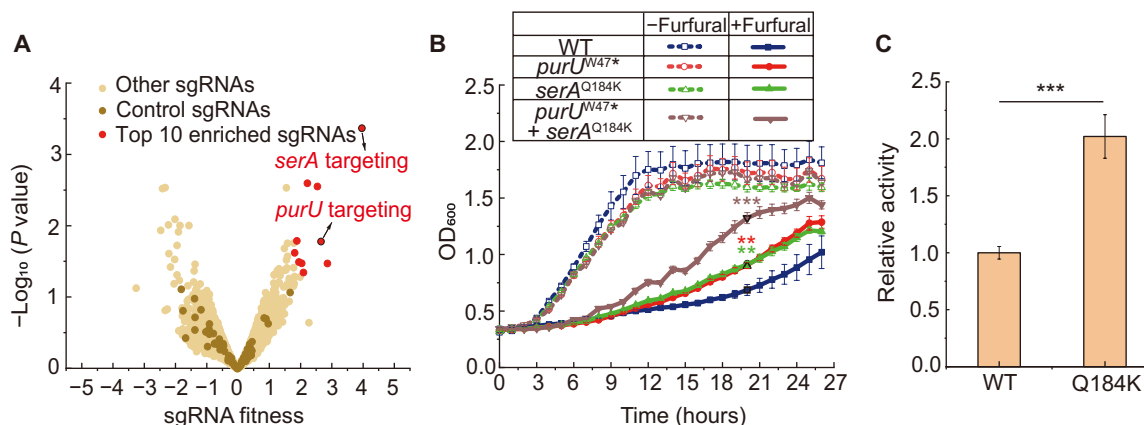 A
Other sgRNAs
Control sgRNAs
Top 10 enriched sgRNAs
serA targeting
purU targeting
−Log₁₀ (P value)
5
4
3
2
1
0
−5 −4 −3 −2 −1 0 1 2 3 4 5
sgRNA fitness
B
−Furfural +Furfural
WT
purU^W47*
serA^Q184K
purU^W47*
+ serA^Q184K
OD₆₀₀
2.5
2.0
1.5
1.0
0.5
0.0
***
**
**
0 3 6 9 12 15 18 21 24 27
Time (hours)
C
***
Relative activity
2.5
2.0
1.5
1.0
0.5
0.0
WT Q184K